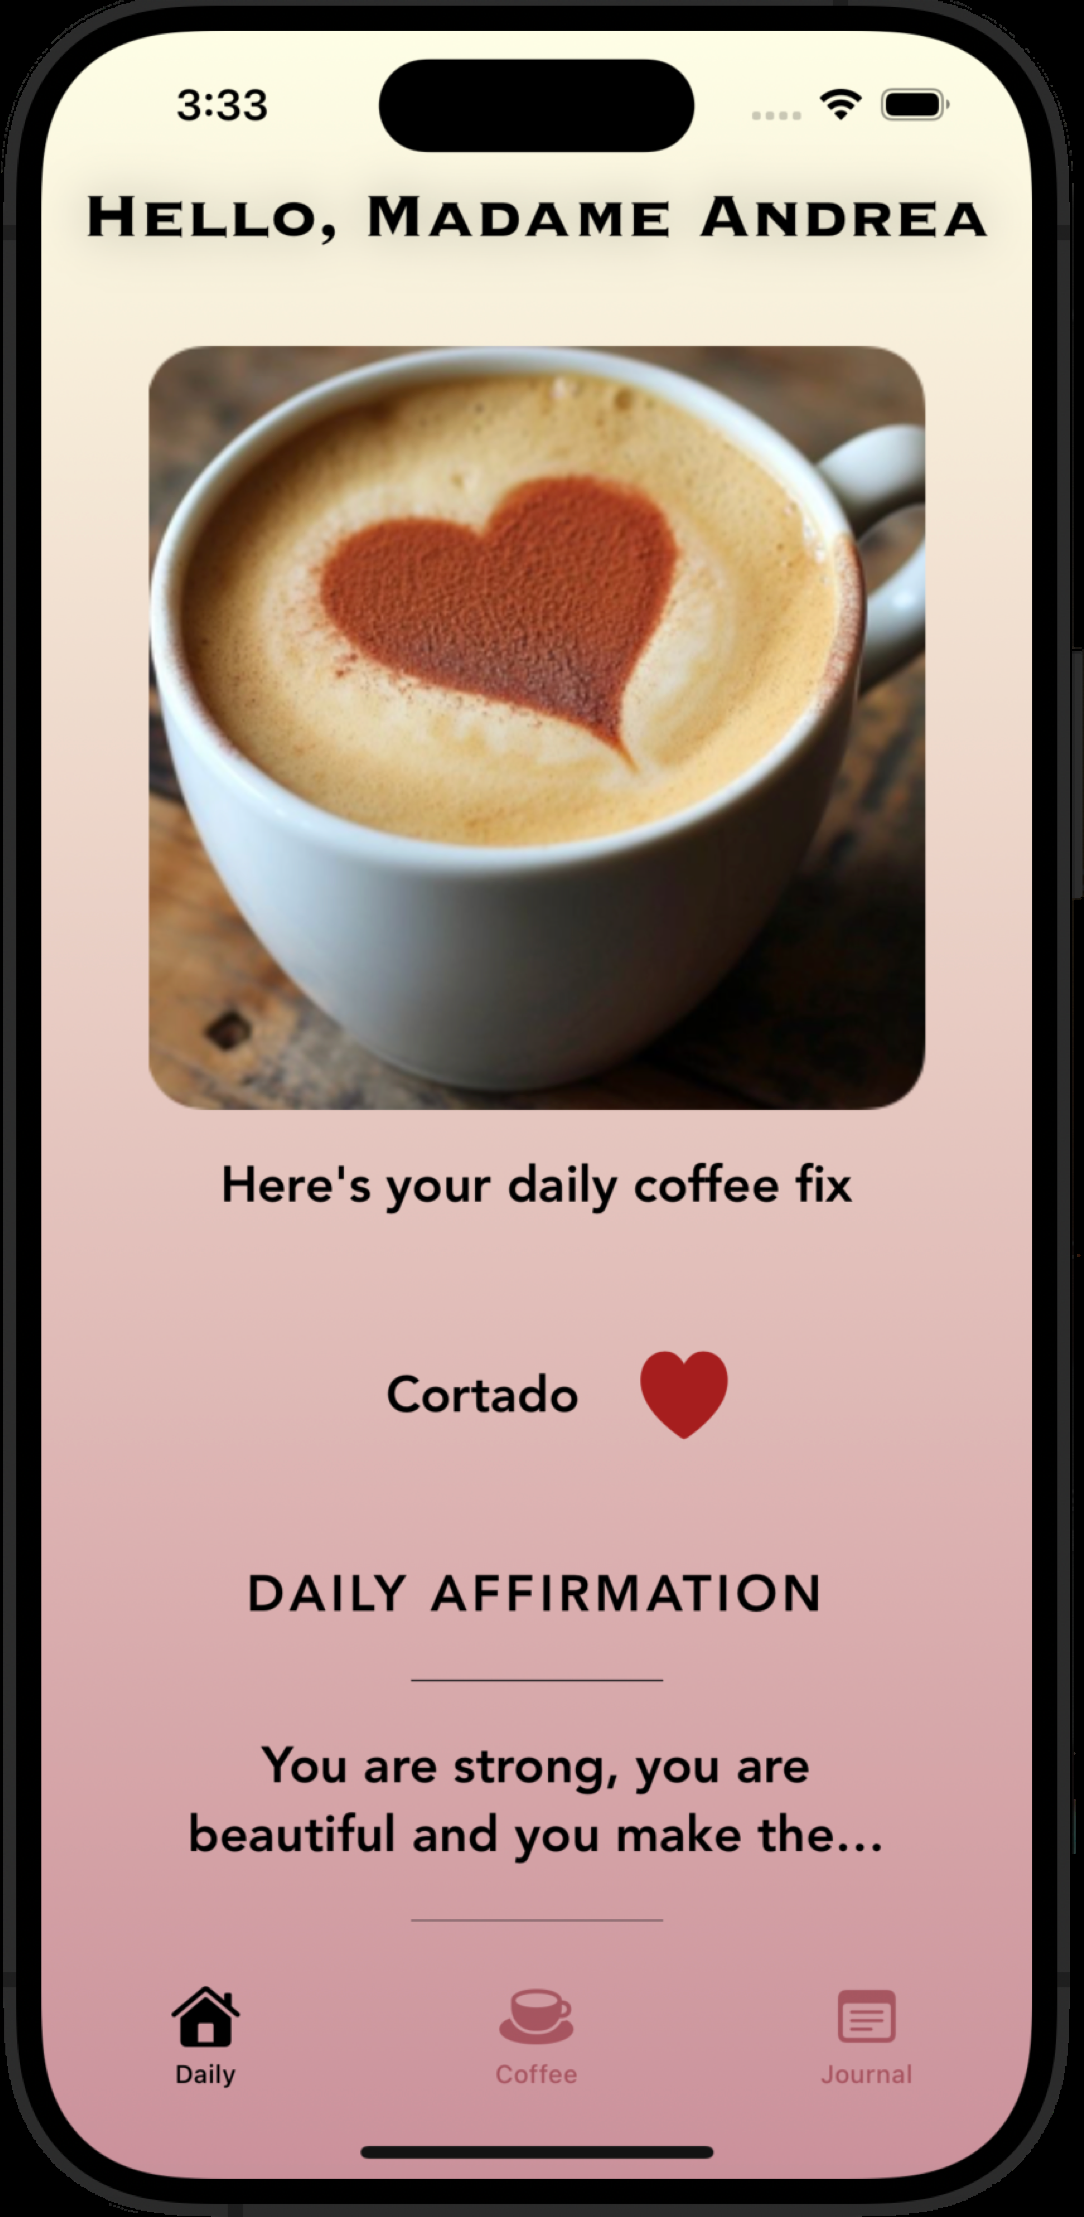 3:33
Hello, Madame Andrea
Here's your daily coffee fix
Cortado
DAILY AFFIRMATION
You are strong, you are
beautiful and you make the...
Daily
Coffee
Journal